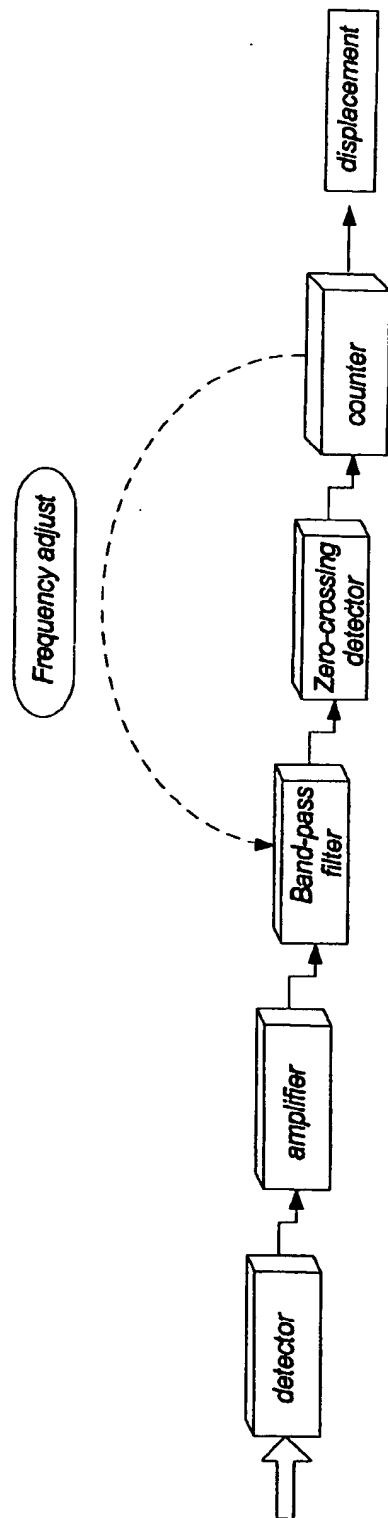 Frequency adjust
detector
amplifier
Band-pass
filter
Zero-crossing
detector
counter
displacement